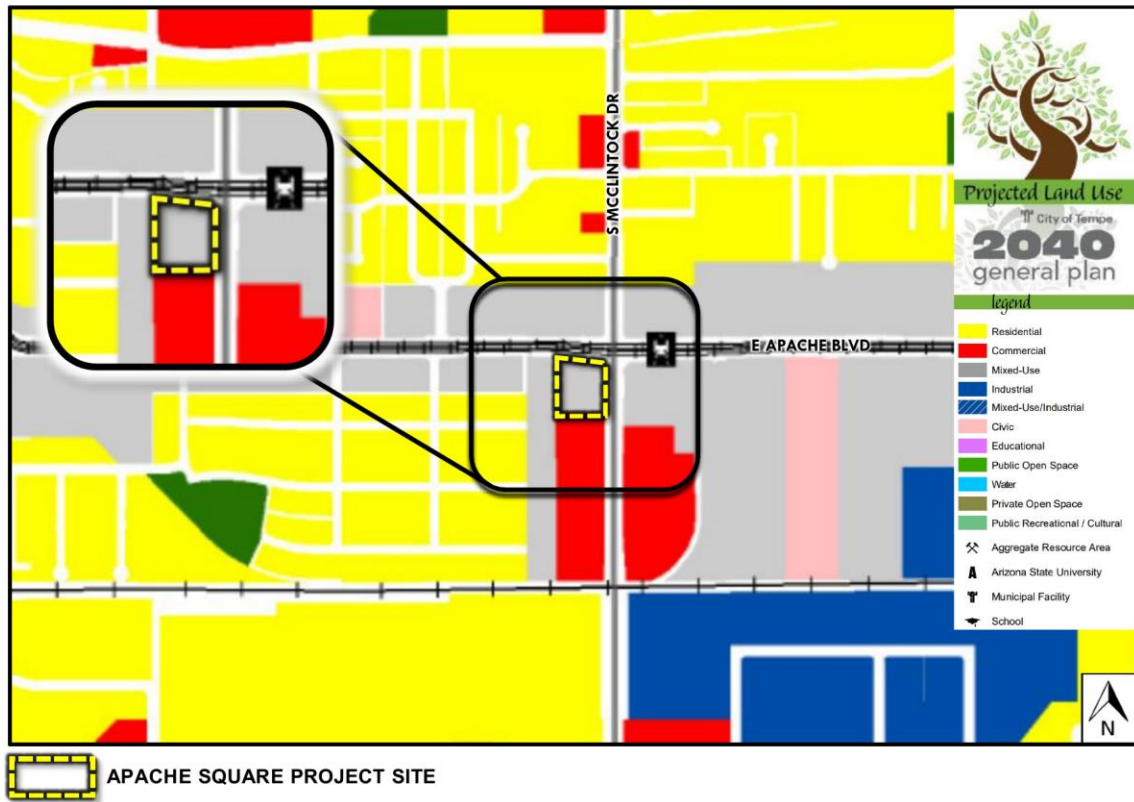 S MCCLINTOCK DR
E APACHE BLVD
Projected Land Use
City of Tempe
2040
general plan
legend
Residential
Commercial
Mixed-Use
Industrial
Mixed-Use/Industrial
Civic
Educational
Public Open Space
Water
Private Open Space
Public Recreational / Cultural
Aggregate Resource Area
A Arizona State University
Municipal Facility
School
N
APACHE SQUARE PROJECT SITE